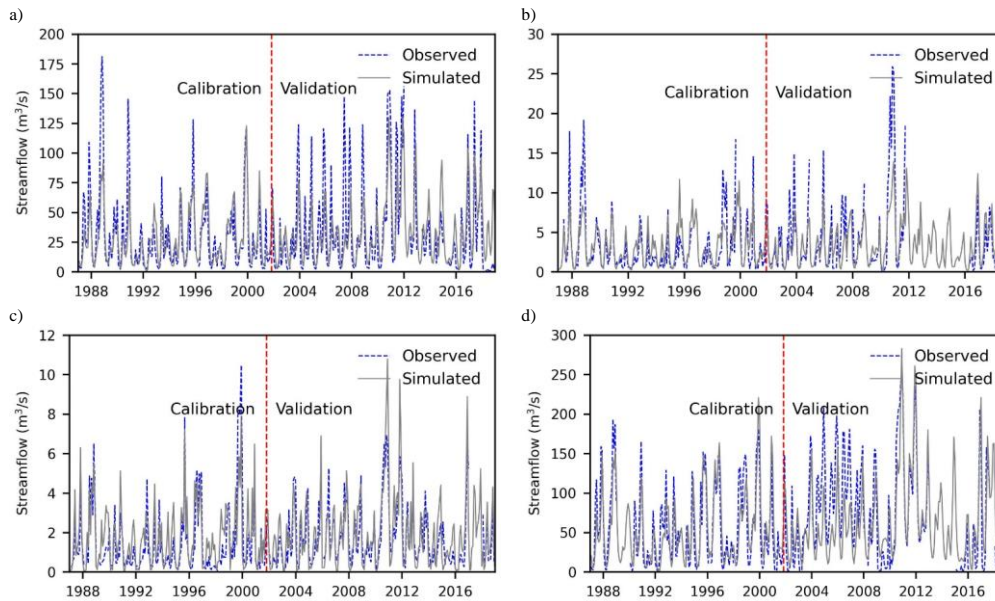 a)
200
175
150
125
100
75
50
25
0
Streamflow (m³/s)
Observed
Simulated
Calibration
Validation
1988 1992 1996 2000 2004 2008 2012 2016
b)
30
25
20
15
10
5
0
Observed
Simulated
Calibration
Validation
1988 1992 1996 2000 2004 2008 2012 2016
c)
12
10
8
6
4
2
0
Streamflow (m³/s)
Observed
Simulated
Calibration
Validation
1988 1992 1996 2000 2004 2008 2012 2016
d)
300
250
200
150
100
50
0
Streamflow (m³/s)
Observed
Simulated
Calibration
Validation
1988 1992 1996 2000 2004 2008 2012 2016